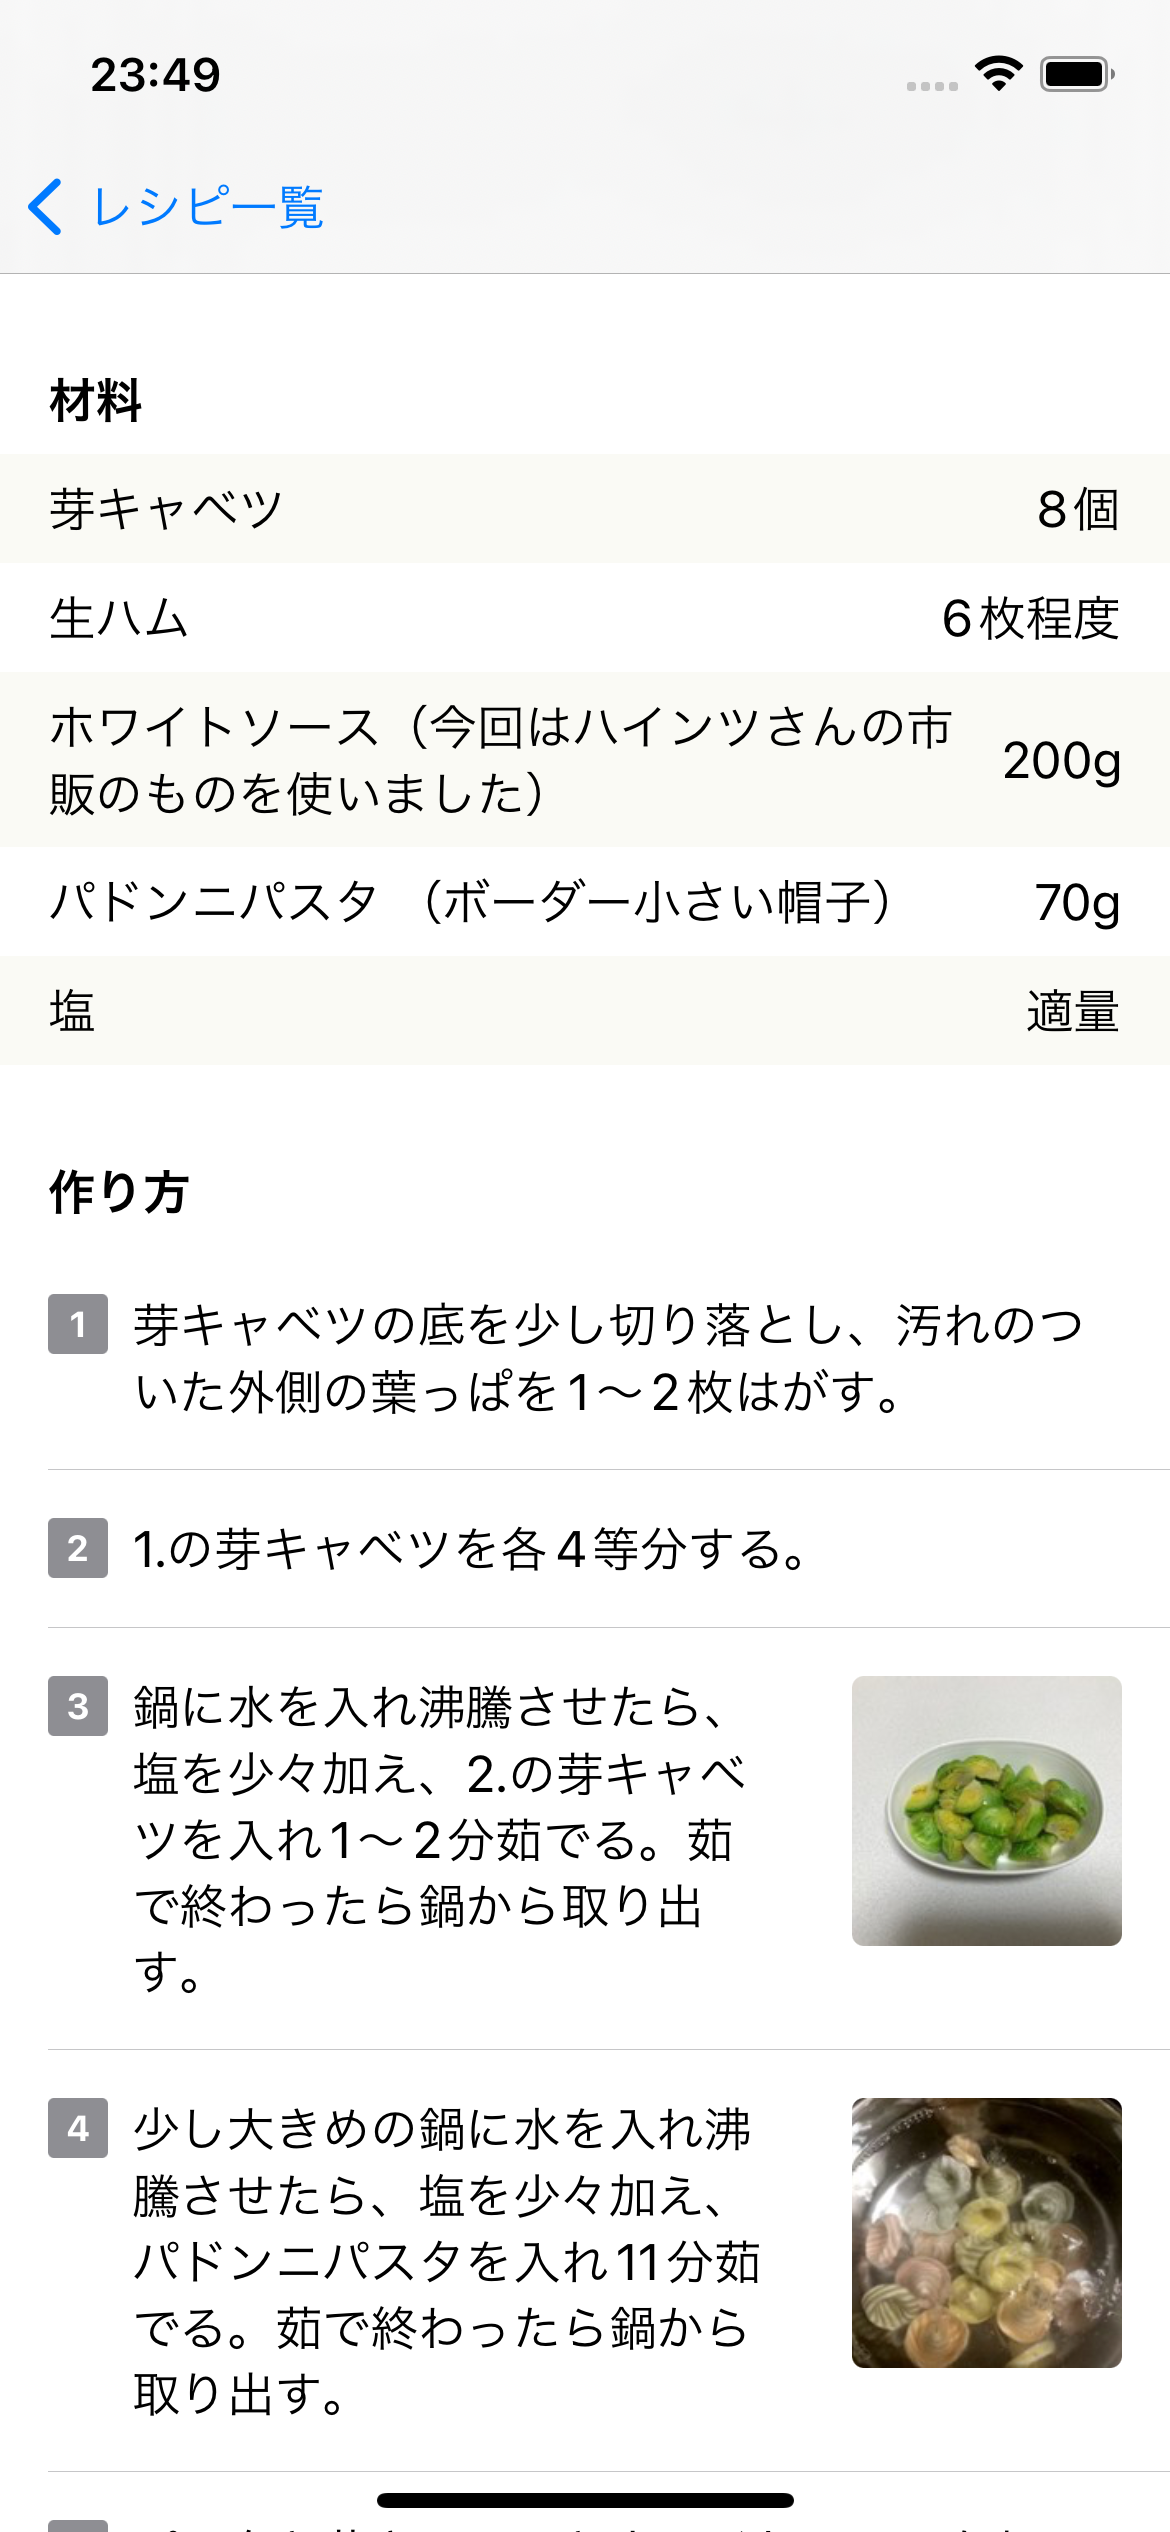 23:49
レシピ一覧
材料
芽キャベツ 8個
生ハム 6枚程度
ホワイトソース（今回はハインツさんの市
販のものを使いました） 200g
パドンニパスタ （ボーダー小さい帽子） 70g
塩 適量
作り方
1 芽キャベツの底を少し切り落とし、汚れのつ
いた外側の葉っぱを1〜2枚はがす。
2 1.の芽キャベツを各4等分する。
3 鍋に水を入れ沸騰させたら、
塩を少々加え、2.の芽キャベ
ツを入れ1〜2分茹でる。茹
で終わったら鍋から取り出
す。
4 少し大きめの鍋に水を入れ沸
騰させたら、塩を少々加え、
パドンニパスタを入れ11分茹
でる。茹で終わったら鍋から
取り出す。